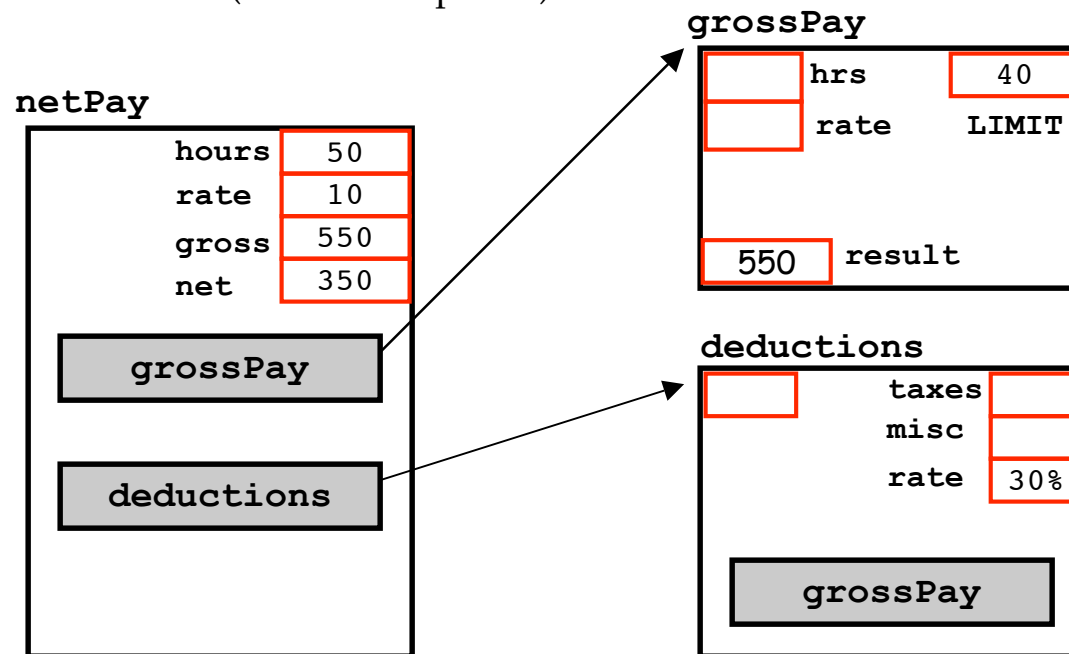 grossPay
hrs 40
rate LIMIT
550 result
netPay
hours 50
rate 10
gross 550
net 350
grossPay
deductions
deductions
taxes
misc
rate 30%
grossPay